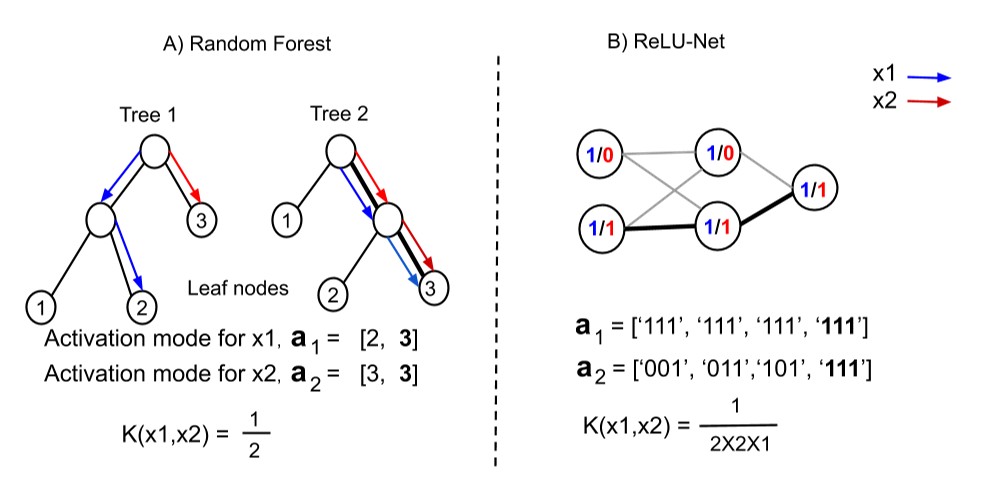 A) Random Forest
Tree 1
Tree 2
3
1
1
2
Leaf nodes
2
3
Activation mode for x1, a1 = [2, 3]
Activation mode for x2, a2 = [3, 3]
K(x1,x2) = 1/2
B) ReLU-Net
x1
x2
1/0
1/0
1/1
1/1
1/1
a1 = [‘111’, ‘111’, ‘111’, ‘111’]
a2 = [‘001’, ‘011’,‘101’, ‘111’]
K(x1,x2) = 1/2X2X1